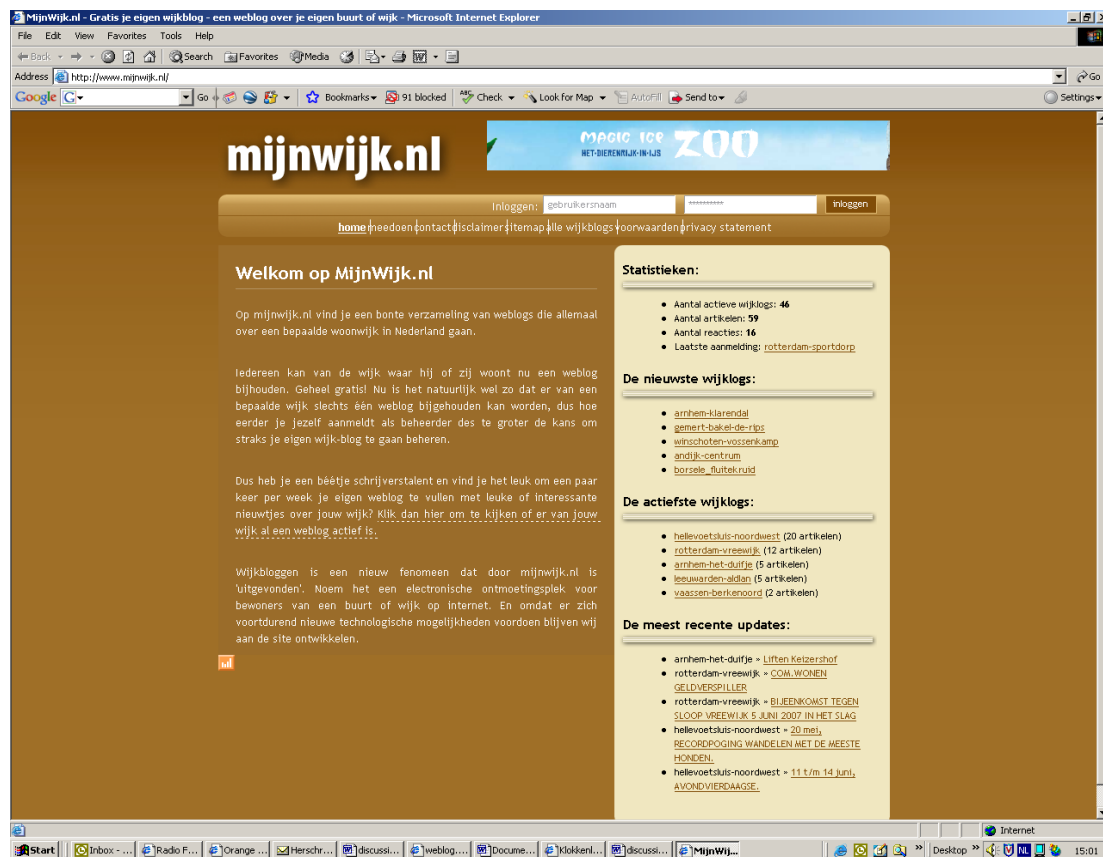 MijnWijk.nl - Gratis je eigen wijkblog - een weblog over je eigen buurt of wijk - Microsoft Internet Explorer
File Edit View Favorites Tools Help
Back Search Favorites Media
Address http://www.mijnwijk.nl/ Go
Google G Go Bookmarks 91 blocked ABC Check Look for Map AutoFill Send to Settings
mijnwijk.nl
MAGIC ICE ZOO
HET-DIERENRIJK-IN-IJS
Inloggen: gebruikersnaam ********** inloggen
home meedoen contact disclaimer sitemap alle wijkblogs voorwaarden privacy statement
Welkom op MijnWijk.nl
Op mijnwijk.nl vind je een bonte verzameling van weblogs die allemaal
over een bepaalde woonwijk in Nederland gaan.
Iedereen kan van de wijk waar hij of zij woont nu een weblog
bijhouden. Geheel gratis! Nu is het natuurlijk wel zo dat er van een
bepaalde wijk slechts één weblog bijgehouden kan worden, dus hoe
eerder je jezelf aanmeldt als beheerder des te groter de kans om
straks je eigen wijk-blog te gaan beheren.
Dus heb je een béétje schrijverstalent en vind je het leuk om een paar
keer per week je eigen weblog te vullen met leuke of interessante
nieuwtjes over jouw wijk? Klik dan hier om te kijken of er van jouw
wijk al een weblog actief is.
Wijkbloggen is een nieuw fenomeen dat door mijnwijk.nl is
'uitgevonden'. Noem het een electronische ontmoetingsplek voor
bewoners van een buurt of wijk op internet. En omdat er zich
voortdurend nieuwe technologische mogelijkheden voordoen blijven wij
aan de site ontwikkelen.
Statistieken:
Aantal actieve wijklogs: 46
Aantal artikelen: 59
Aantal reacties: 16
Laatste aanmelding: rotterdam-sportdorp
De nieuwste wijklogs:
arnhem-klarendal
gemert-bakel-de-rips
winschoten-vossenkamp
andijk-centrum
borsele_fluitekruid
De actiefste wijklogs:
hellevoetsluis-noordwest (20 artikelen)
rotterdam-vreewijk (12 artikelen)
arnhem-het-duifje (5 artikelen)
leeuwarden-aldlan (5 artikelen)
vaassen-berkenoord (2 artikelen)
De meest recente updates:
arnhem-het-duifje » Liften Keizershof
rotterdam-vreewijk » COM.WONEN
GELDVERSPILLER
rotterdam-vreewijk » BIJEENKOMST TEGEN
SLOOP VREEWIJK 5 JUNI 2007 IN HET SLAG
hellevoetsluis-noordwest » 20 mei,
RECORDPOGING WANDELEN MET DE MEESTE
HONDEN.
hellevoetsluis-noordwest » 11 t/m 14 juni,
AVONDVIERDAAGSE.
Internet
Start Inbox - ... Radio F... Orange ... Herschr... discussi... weblog.... Docume... Klokkenl... discussi... MijnWij... » Desktop » NL 15:01